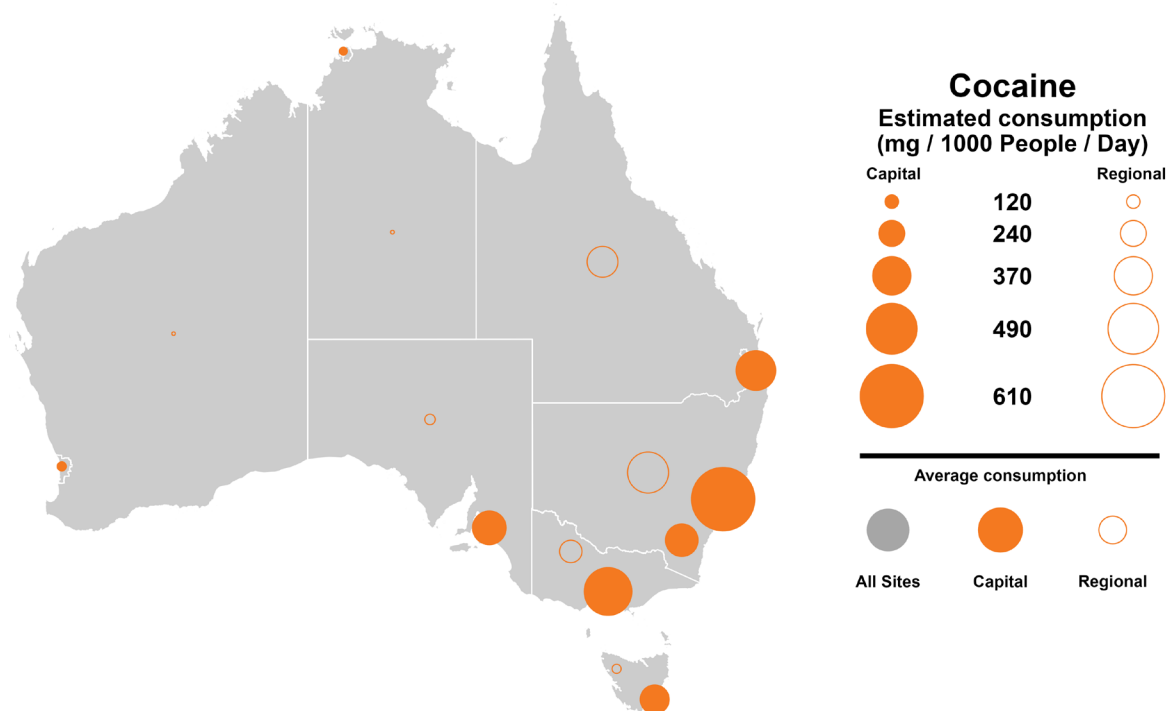 Cocaine
Estimated consumption
(mg / 1000 People / Day)
Capital Regional
120
240
370
490
610
Average consumption
All Sites Capital Regional